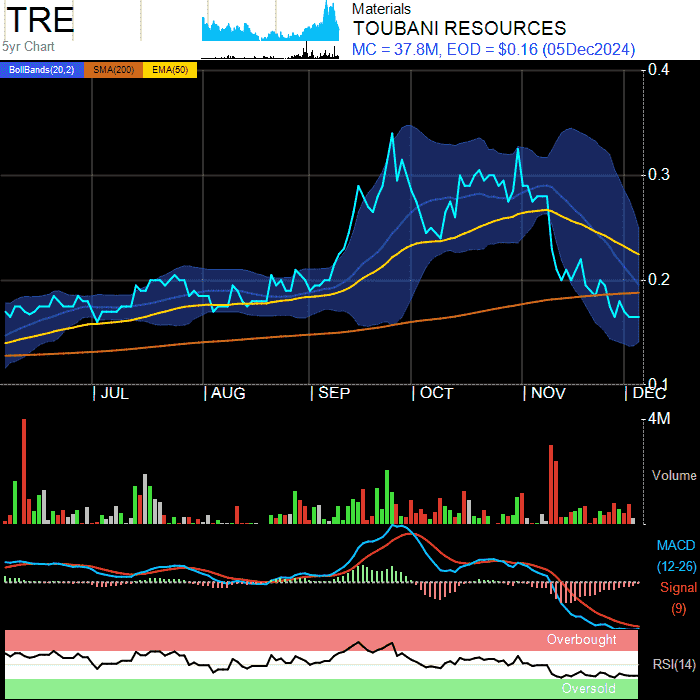 TRE
5yr Chart
Materials
TOUBANI RESOURCES
MC = 37.8M, EOD = $0.16 (05Dec2024)
BollBands(20,2) SMA(200) EMA(50)
0.4
0.3
0.2
0.1
JUL AUG SEP OCT NOV DEC
4M
Volume
MACD
(12-26)
Signal
(9)
Overbought
RSI(14)
Oversold